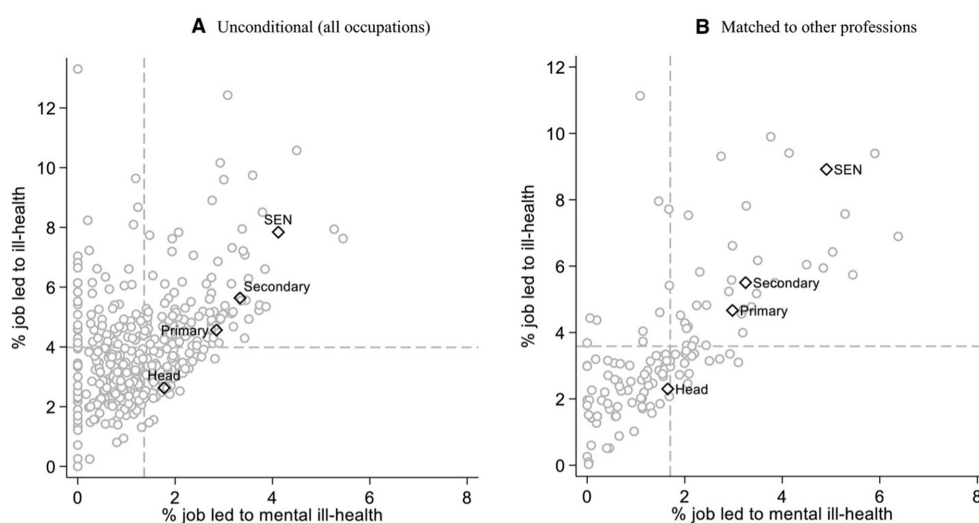 A Unconditional (all occupations)
% job led to ill-health
12
10
8
6
4
2
0
SEN
Secondary
Primary
Head
0 2 4 6 8
% job led to mental ill-health
B Matched to other professions
% job led to ill-health
12
10
8
6
4
2
0
SEN
Secondary
Primary
Head
0 2 4 6 8
% job led to mental ill-health